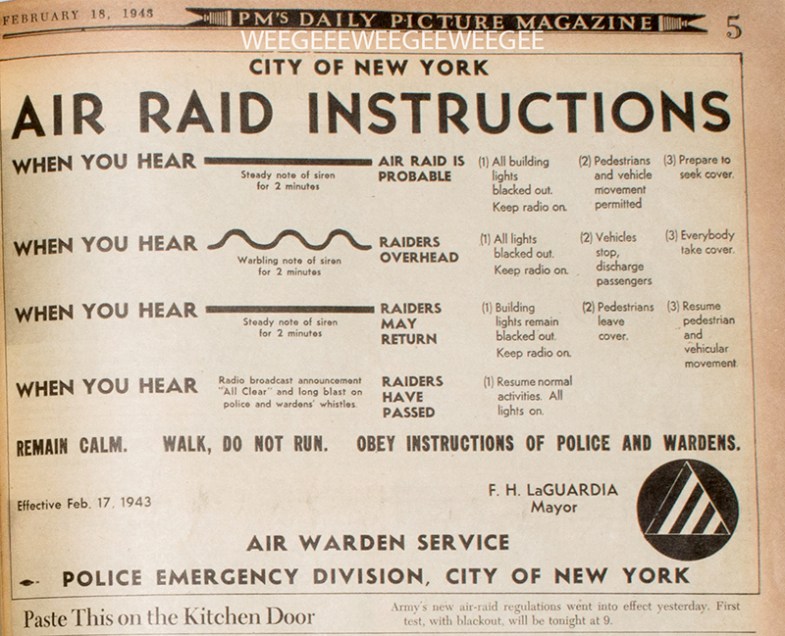 FEBRUARY 18, 1943
PM'S DAILY PICTURE MAGAZINE
5
WEEGEEEWEEGEEWEEGEE
CITY OF NEW YORK
AIR RAID INSTRUCTIONS
WHEN YOU HEAR
Steady note of siren
for 2 minutes
AIR RAID IS
PROBABLE
(1) All building
lights
blacked out.
Keep radio on.
(2) Pedestrians
and vehicle
movement
permitted
(3) Prepare to
seek cover.
WHEN YOU HEAR
Warbling note of siren
for 2 minutes
RAIDERS
OVERHEAD
(1) All lights
blacked out.
Keep radio on.
(2) Vehicles
stop,
discharge
passengers
(3) Everybody
take cover.
WHEN YOU HEAR
Steady note of siren
for 2 minutes
RAIDERS
MAY
RETURN
(1) Building
lights remain
blacked out.
Keep radio on.
(2) Pedestrians
leave
cover.
(3) Resume
pedestrian
and
vehicular
movement
WHEN YOU HEAR
Radio broadcast announcement
"All Clear" and long blast on
police and wardens' whistles.
RAIDERS
HAVE
PASSED
(1) Resume normal
activities. All
lights on.
REMAIN CALM. WALK, DO NOT RUN. OBEY INSTRUCTIONS OF POLICE AND WARDENS.
Effective Feb. 17, 1943
F. H. LaGUARDIA
Mayor
AIR WARDEN SERVICE
POLICE EMERGENCY DIVISION, CITY OF NEW YORK
Paste This on the Kitchen Door
Army's new air-raid regulations went into effect yesterday. First
test, with blackout, will be tonight at 9.